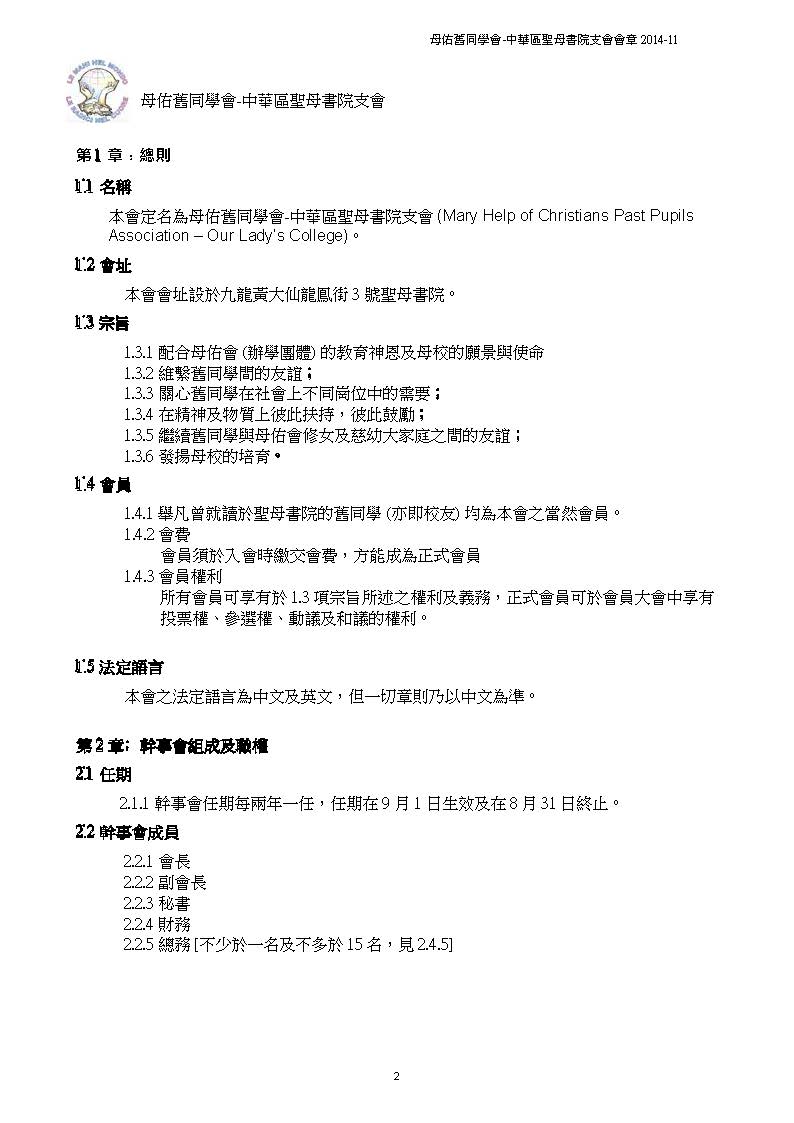 母佑舊同學會-中華區聖母書院支會會章 2014-11
LE MANI NEL MONDO
LE RADICI NEL CUORE
母佑舊同學會-中華區聖母書院支會
第1 章：總則
1.1 名稱
本會定名為母佑舊同學會-中華區聖母書院支會 (Mary Help of Christians Past Pupils
Association – Our Lady's College)。
1.2 會址
本會會址設於九龍黃大仙龍鳳街 3 號聖母書院。
1.3 宗旨
1.3.1 配合母佑會 (辦學團體) 的教育神恩及母校的願景與使命
1.3.2 維繫舊同學間的友誼；
1.3.3 關心舊同學在社會上不同崗位中的需要；
1.3.4 在精神及物質上彼此扶持，彼此鼓勵；
1.3.5 繼續舊同學與母佑會修女及慈幼大家庭之間的友誼；
1.3.6 發揚母校的培育。
1.4 會員
1.4.1 舉凡曾就讀於聖母書院的舊同學 (亦即校友) 均為本會之當然會員。
1.4.2 會費
會員須於入會時繳交會費，方能成為正式會員
1.4.3 會員權利
所有會員可享有於 1.3 項宗旨所述之權利及義務，正式會員可於會員大會中享有
投票權、參選權、動議及和議的權利。
1.5 法定語言
本會之法定語言為中文及英文，但一切章則乃以中文為準。
第 2 章: 幹事會組成及職權
2.1 任期
2.1.1 幹事會任期每兩年一任，任期在 9 月 1 日生效及在 8 月 31 日終止。
2.2 幹事會成員
2.2.1 會長
2.2.2 副會長
2.2.3 秘書
2.2.4 財務
2.2.5 總務 [不少於一名及不多於 15 名，見 2.4.5]
2